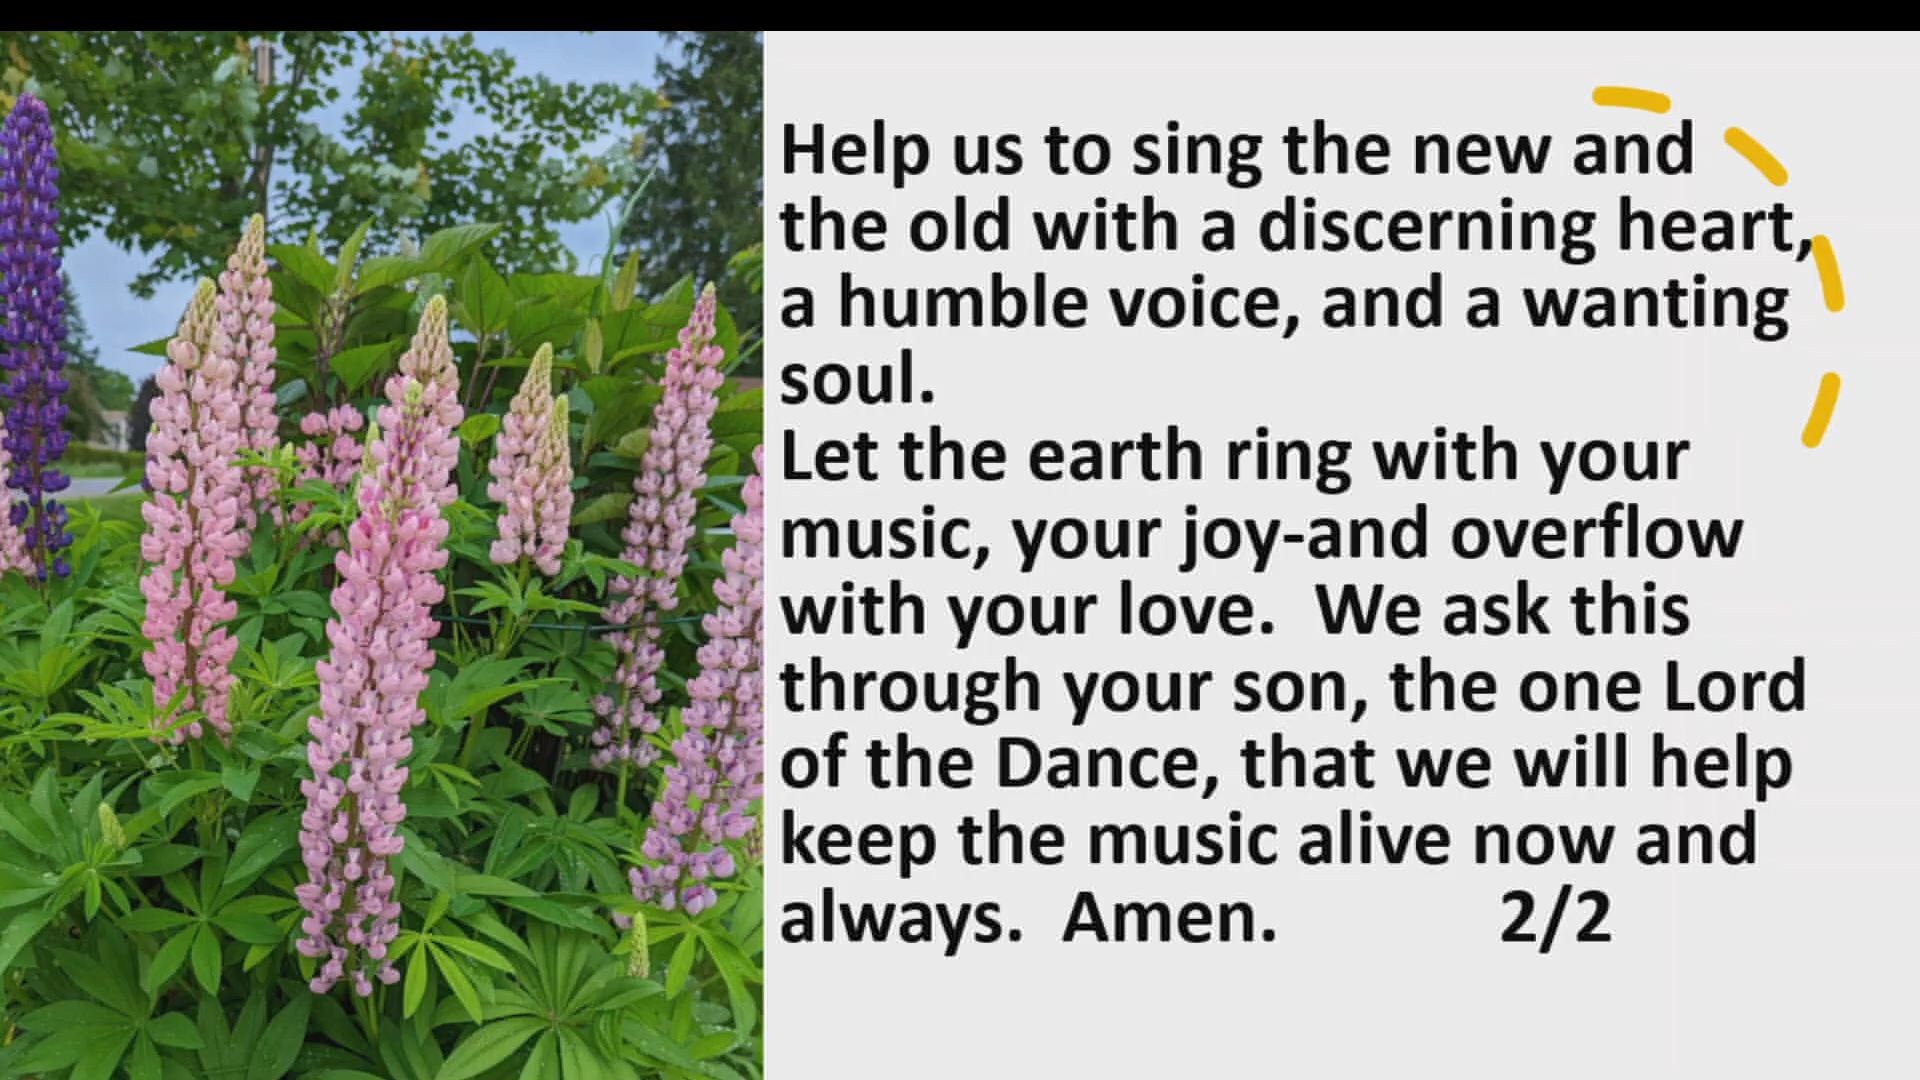 Help us to sing the new and
the old with a discerning heart,
a humble voice, and a wanting
soul.
Let the earth ring with your
music, your joy-and overflow
with your love.  We ask this
through your son, the one Lord
of the Dance, that we will help
keep the music alive now and
always.  Amen.          2/2